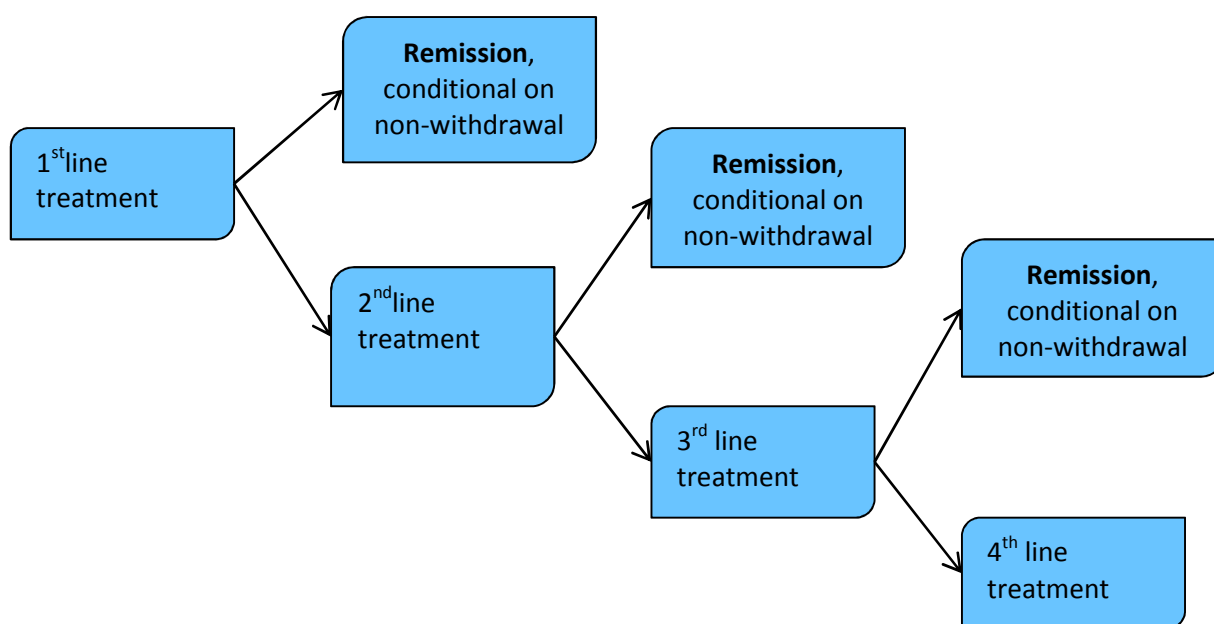 Remission,
conditional on
non-withdrawal
1st line
treatment
Remission,
conditional on
non-withdrawal
2nd line
treatment
Remission,
conditional on
non-withdrawal
3rd line
treatment
4th line
treatment